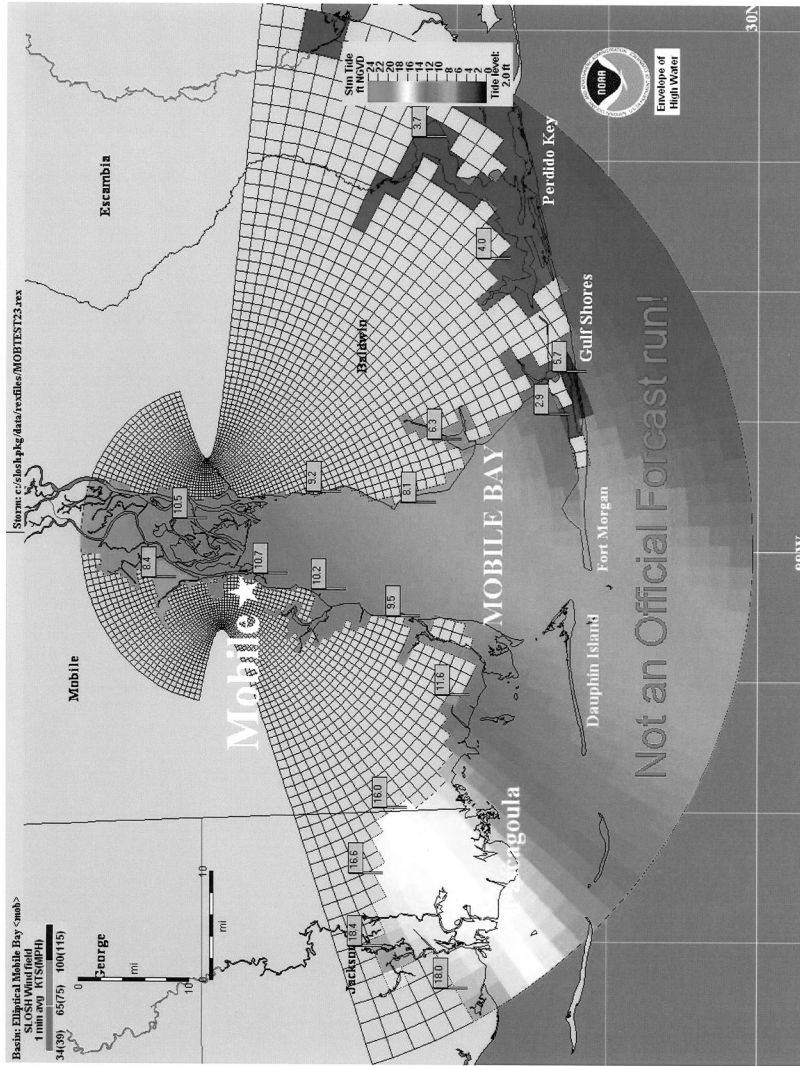 Basin: Elliptical Mobile Bay <mob>
Storm: c:/slosh.pkg/data/rexfiles/MOBTEST23.rex
SLOSH Wind field
1 min avg KTS(MPH)
34(39) 65(75) 100(115)
0
10
mi
10
mi
George
Mobile
Escambia
Stm Tide
ft NGVD
24
22
20
18
16
14
12
10
8
6
4
2
0
Tide level:
2.0 ft
Jackson
Mobile
Baldwin
8.4
10.5
10.7
10.2
9.2
9.5
8.1
6.3
3.7
4.0
18.4
16.6
16.0
18.0
11.6
2.9
5.7
MOBILE BAY
Perdido Key
Gulf Shores
Dauphin Island
Fort Morgan
Not an Official Forcast run!
NOAA
Envelope of
High Water
30N